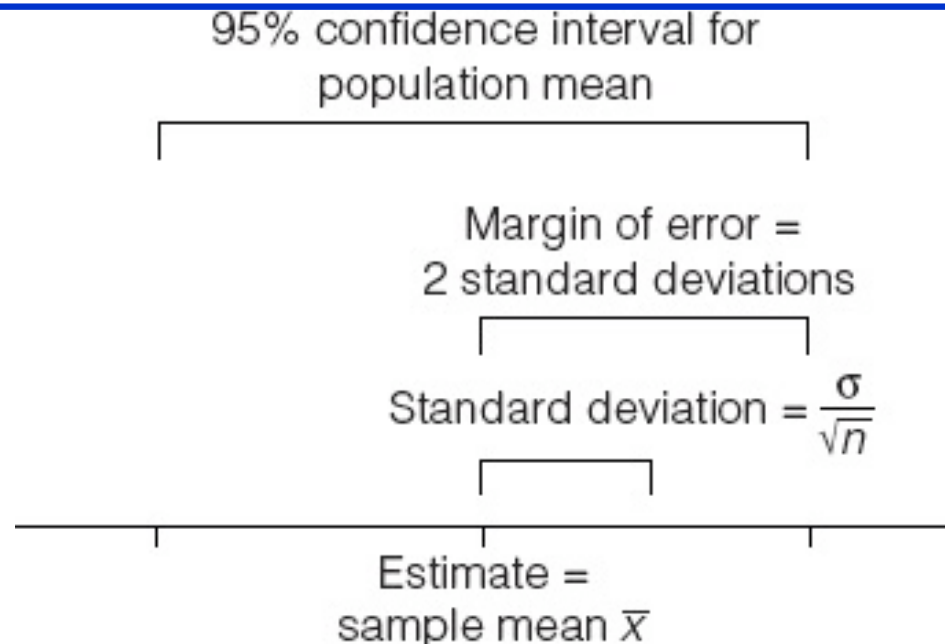 95% confidence interval for
population mean
Margin of error =
2 standard deviations
Standard deviation = σ/√n
Estimate =
sample mean x̅